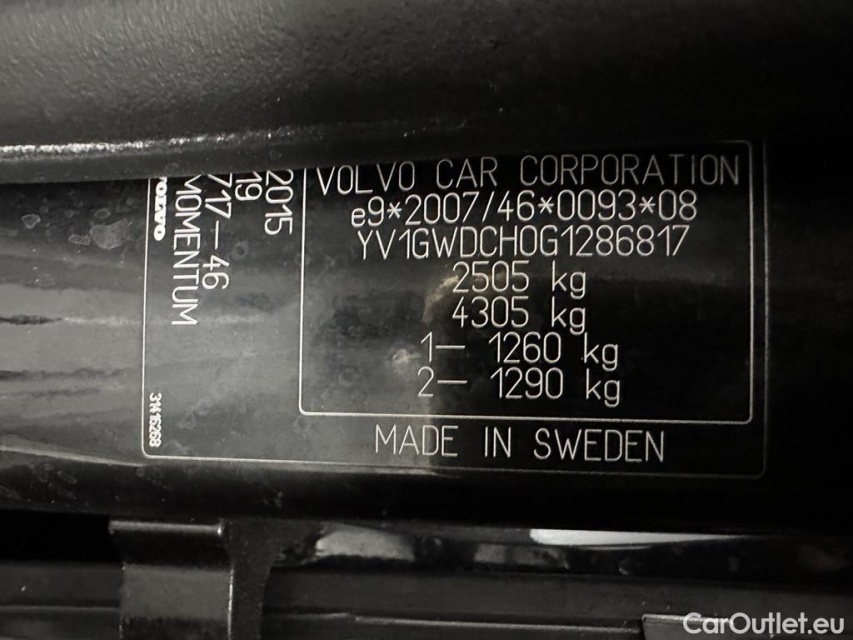 VOLVO CAR CORPORATION
e9*2007/46*0093*08
YV1GWDCH0G1286817
2505 kg
4305 kg
1— 1260 kg
2— 1290 kg
MADE IN SWEDEN
2015
19
717—46
MOMENTUM
VOLVO
31416268
CarOutlet.eu